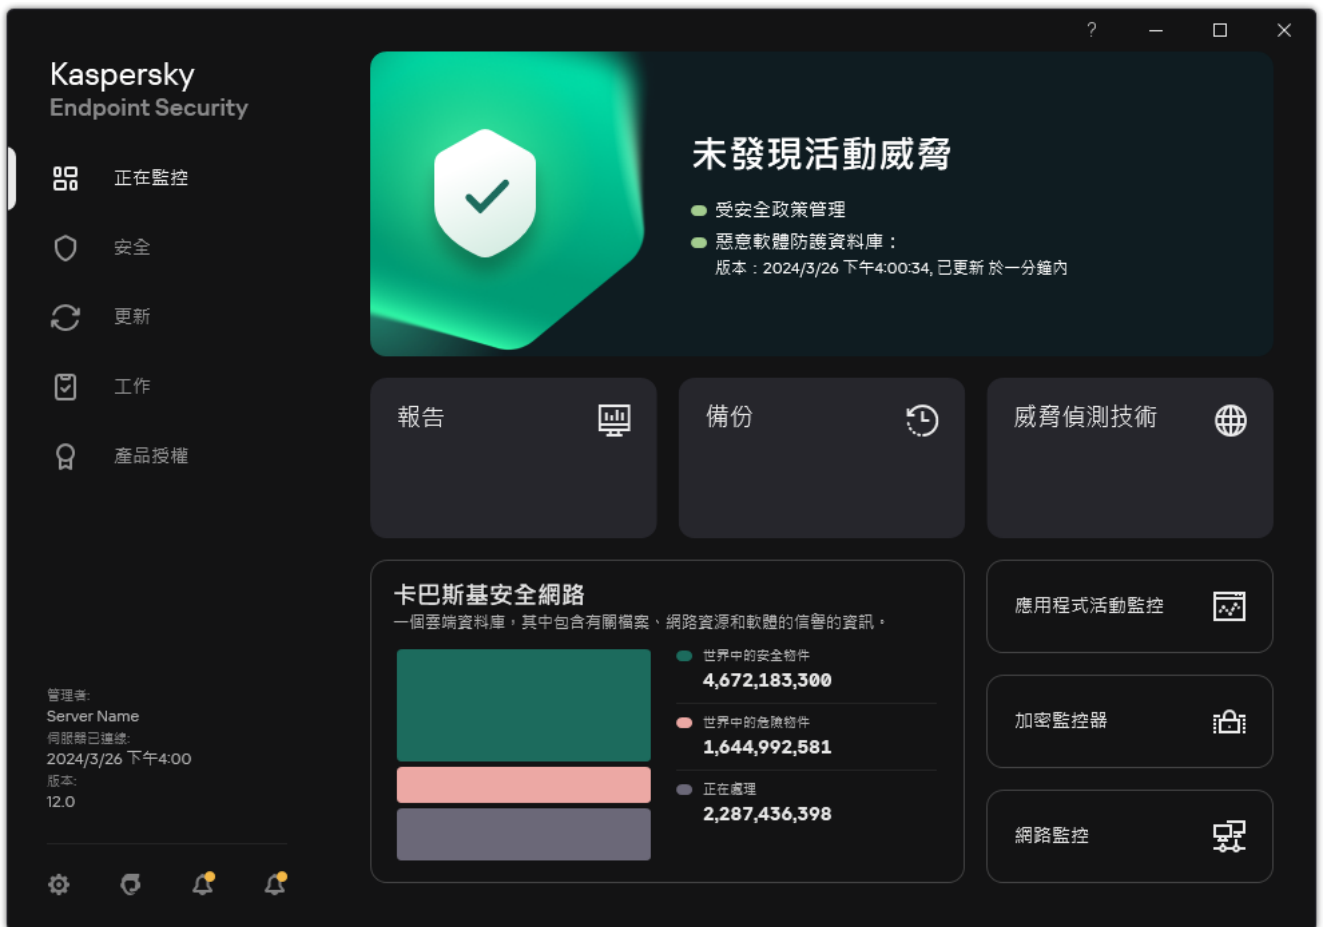 ?
Kaspersky
Endpoint Security
正在監控
安全
更新
工作
產品授權
管理者:
Server Name
伺服器已連線:
2024/3/26 下午4:00
版本:
12.0
未發現活動威脅
受安全政策管理
惡意軟體防護資料庫：
版本：2024/3/26 下午4:00:34, 已更新 於一分鐘內
報告
備份
威脅偵測技術
卡巴斯基安全網路
一個雲端資料庫，其中包含有關檔案、網路資源和軟體的信譽的資訊。
世界中的安全物件
4,672,183,300
世界中的危險物件
1,644,992,581
正在處理
2,287,436,398
應用程式活動監控
加密監控器
網路監控